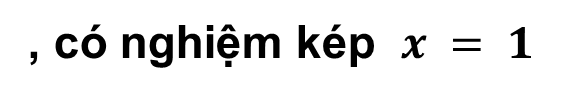 , có nghiệm kép x = 1